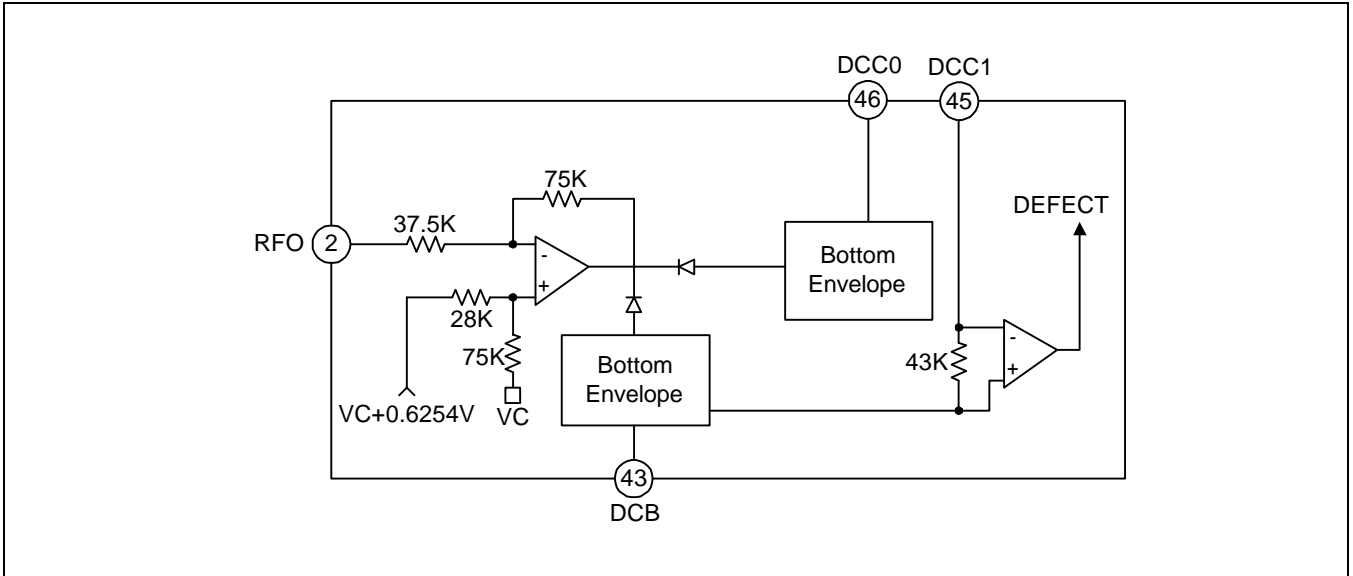 DCC0
DCC1
46
45
75K
DEFECT
37.5K
RFO
2
-
+
Bottom
Envelope
28K
75K
Bottom
Envelope
43K
-
+
VC+0.6254V
VC
43
DCB